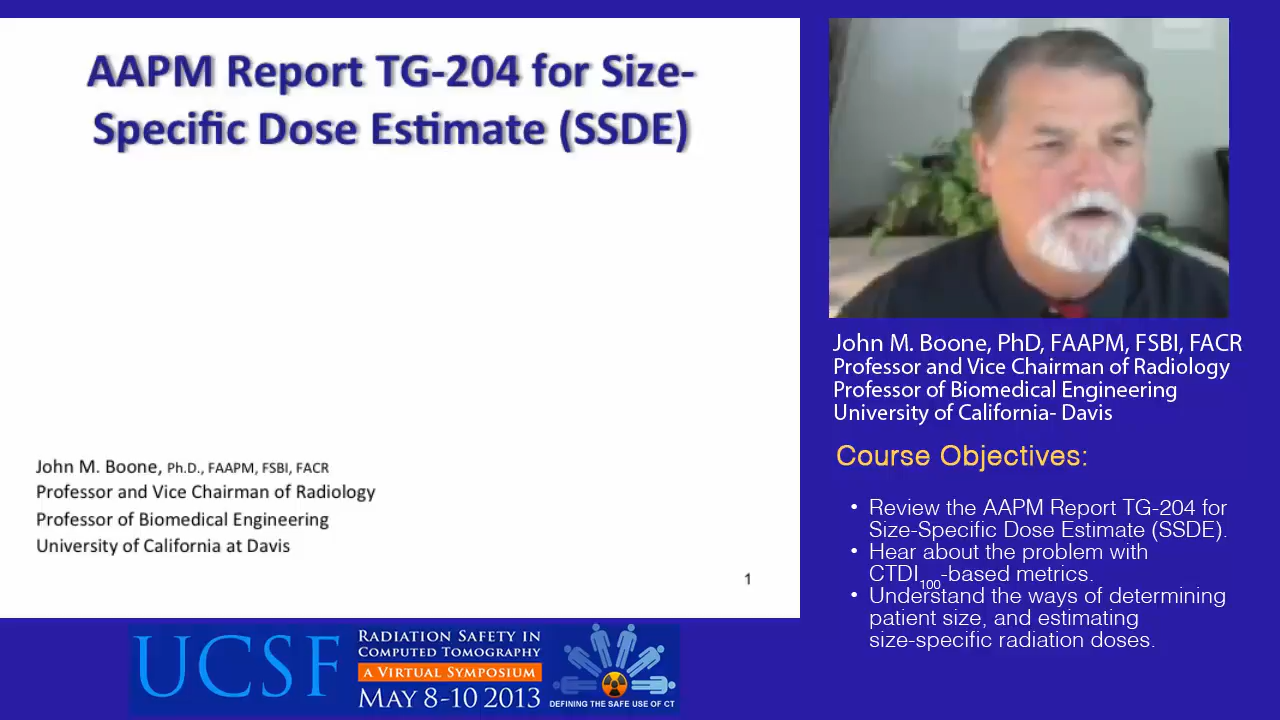 AAPM Report TG-204 for Size-
Specific Dose Estimate (SSDE)
John M. Boone, Ph.D., FAAPM, FSBI, FACR
Professor and Vice Chairman of Radiology
Professor of Biomedical Engineering
University of California at Davis
1
John M. Boone, PhD, FAAPM, FSBI, FACR
Professor and Vice Chairman of Radiology
Professor of Biomedical Engineering
University of California- Davis
Course Objectives:
• Review the AAPM Report TG-204 for
Size-Specific Dose Estimate (SSDE).
• Hear about the problem with
CTDI100-based metrics.
• Understand the ways of determining
patient size, and estimating
size-specific radiation doses.
UCSF
Radiation Safety in
Computed Tomography
a Virtual Symposium
May 8-10 2013
DEFINING THE SAFE USE OF CT